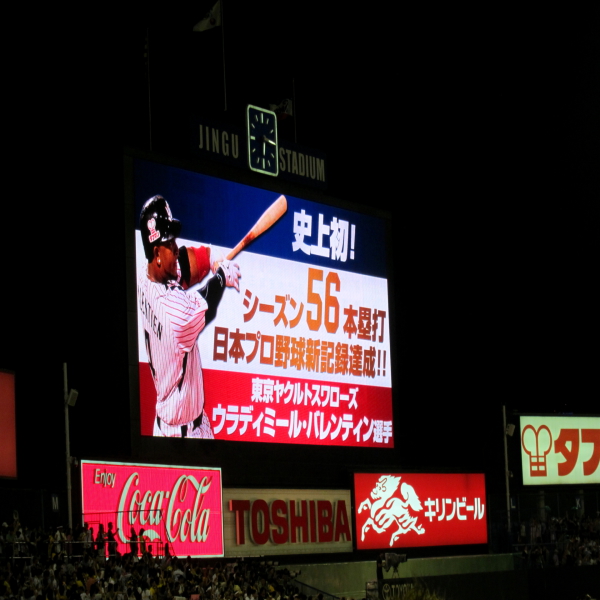 JINGU STADIUM
史上初!
シーズン56本塁打
日本プロ野球新記録達成!!
東京ヤクルトスワローズ
ウラディミール・バレンティン選手
Enjoy
Coca-Cola
TOSHIBA
キリンビール
タフ